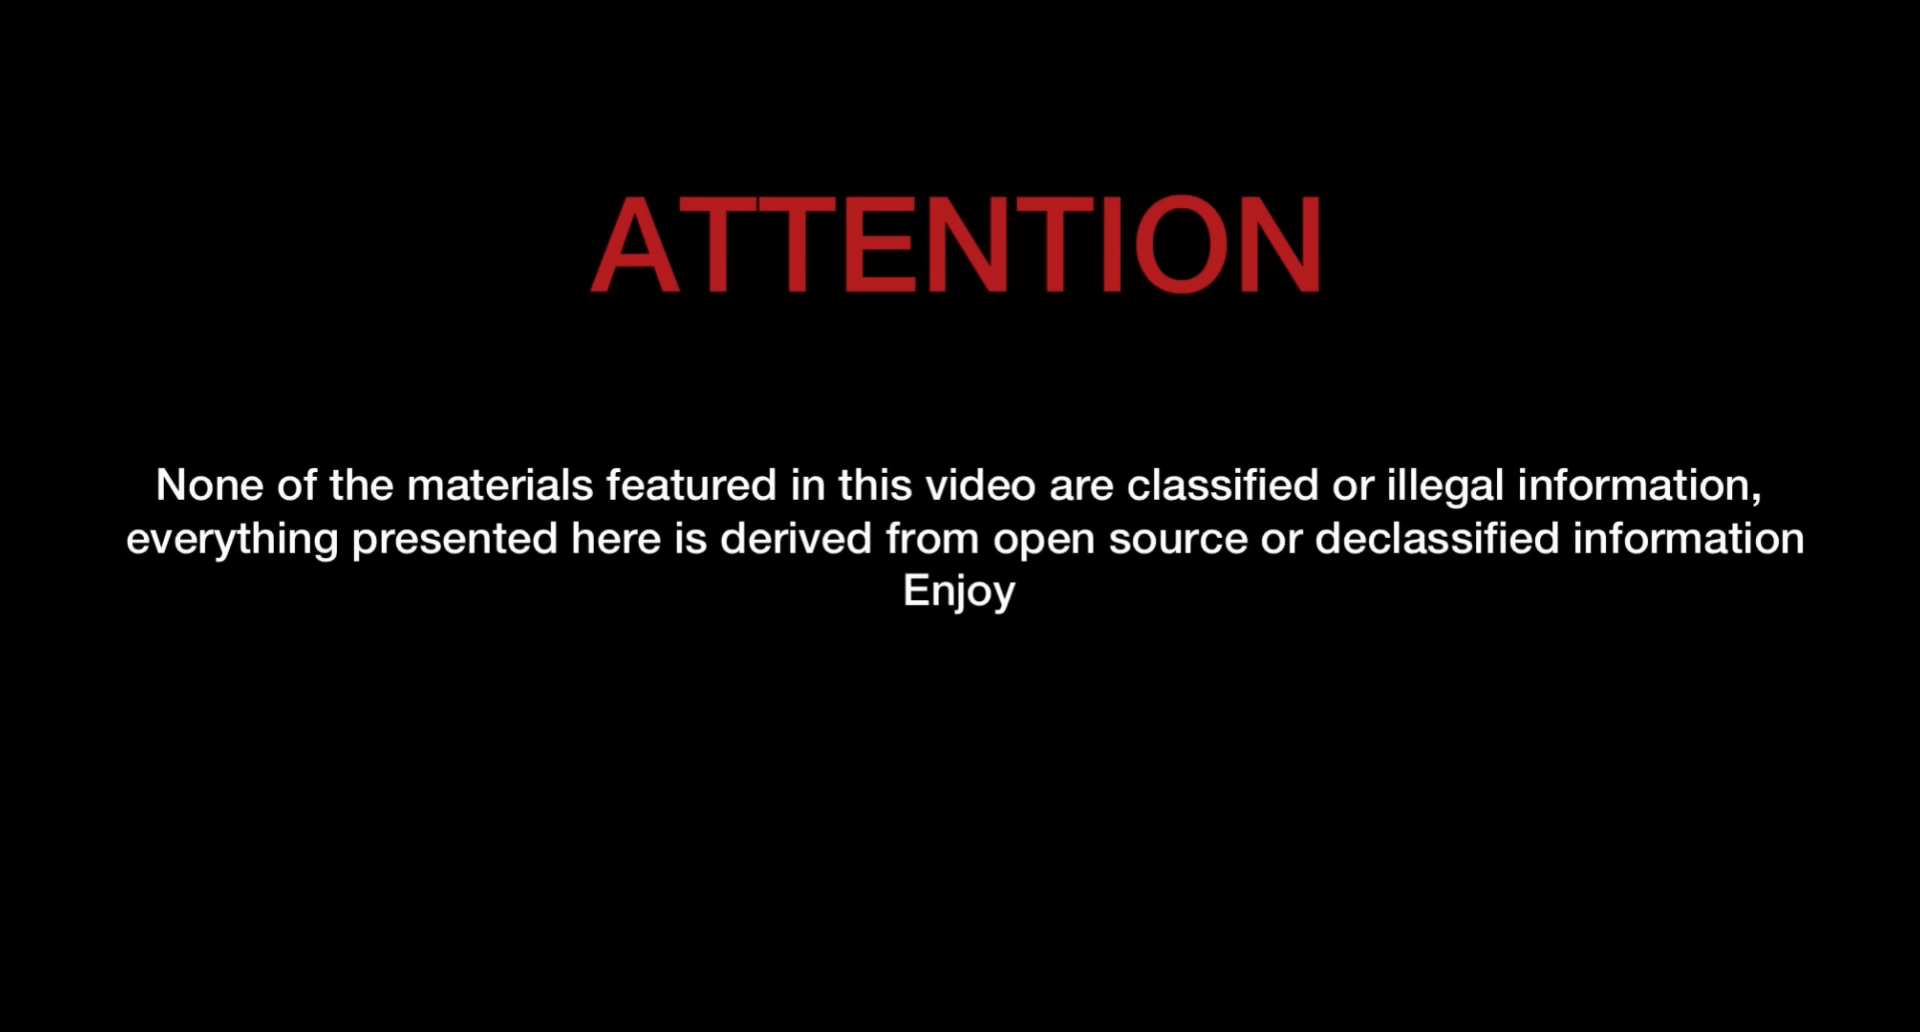 ATTENTION
None of the materials featured in this video are classified or illegal information,
everything presented here is derived from open source or declassified information
Enjoy